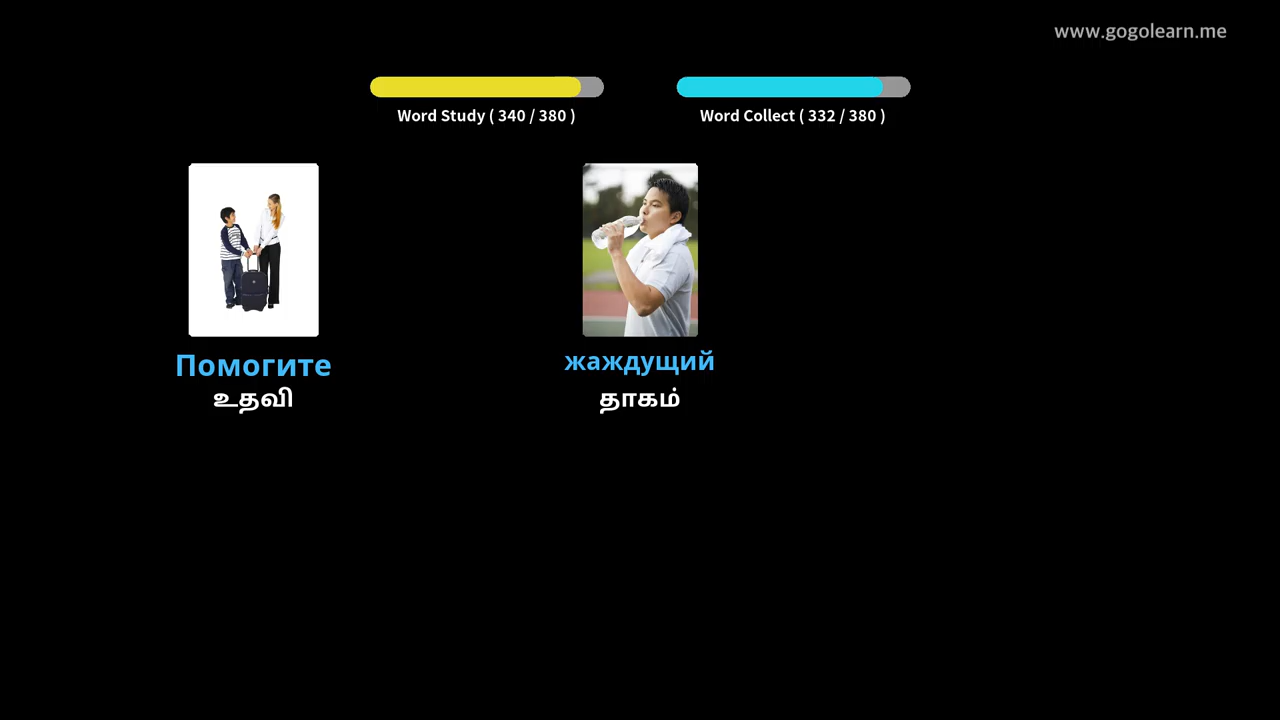 www.gogolearn.me
Word Study ( 340 / 380 )
Word Collect ( 332 / 380 )
Помогите
жаждущий
உதவி
தாகம்